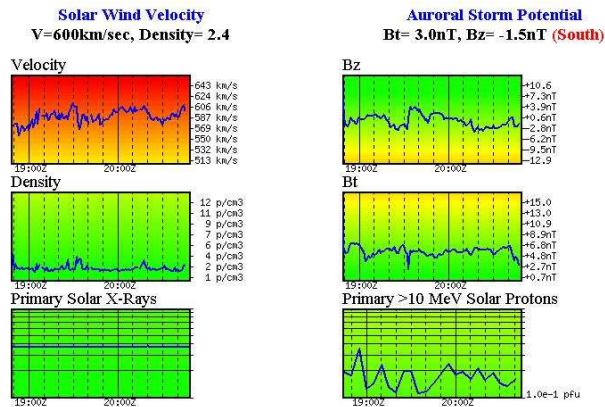 Solar Wind Velocity
V=600km/sec, Density= 2.4
Velocity
643 km/s
624 km/s
606 km/s
587 km/s
569 km/s
550 km/s
532 km/s
513 km/s
19:00Z 20:00Z
Density
12 p/cm3
10 p/cm3
9 p/cm3
7 p/cm3
6 p/cm3
4 p/cm3
2 p/cm3
1 p/cm3
19:00Z 20:00Z
Primary Solar X-Rays
19:00Z 20:00Z
Auroral Storm Potential
Bt= 3.0nT, Bz= -1.5nT (South)
Bz
+10.6
+7.3nT
+3.9nT
+0.6nT
-2.8nT
-6.2nT
-9.5nT
-12.9
19:00Z 20:00Z
Bt
+15.0
+13.0
+10.9
+8.9nT
+6.8nT
+4.8nT
+2.7nT
+0.7nT
19:00Z 20:00Z
Primary >10 MeV Solar Protons
1.0e-1 pfu
19:00Z 20:00Z